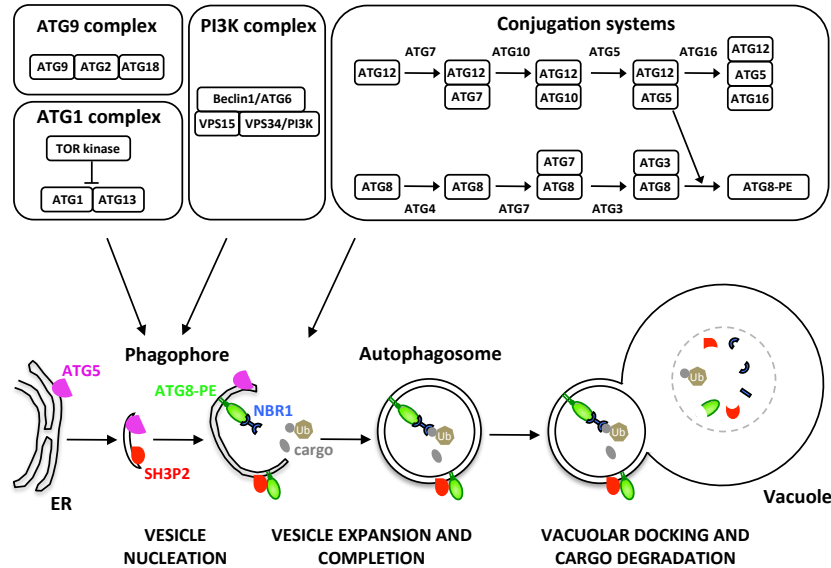 ATG9 complex
ATG9 ATG2 ATG18
ATG1 complex
TOR kinase
ATG1 ATG13
PI3K complex
Beclin1/ATG6
VPS15 VPS34/PI3K
Conjugation systems
ATG7 ATG10 ATG5 ATG16
ATG12 ATG12 ATG12 ATG12 ATG12
ATG7 ATG10 ATG5 ATG5
ATG16
ATG7 ATG3
ATG8 ATG8 ATG8 ATG8 ATG8-PE
ATG4 ATG7 ATG3
Phagophore
Autophagosome
ATG5
ATG8-PE
NBR1
Ub
cargo
SH3P2
ER
Ub
Ub
Ub
Vacuole
VESICLE
NUCLEATION
VESICLE EXPANSION AND
COMPLETION
VACUOLAR DOCKING AND
CARGO DEGRADATION